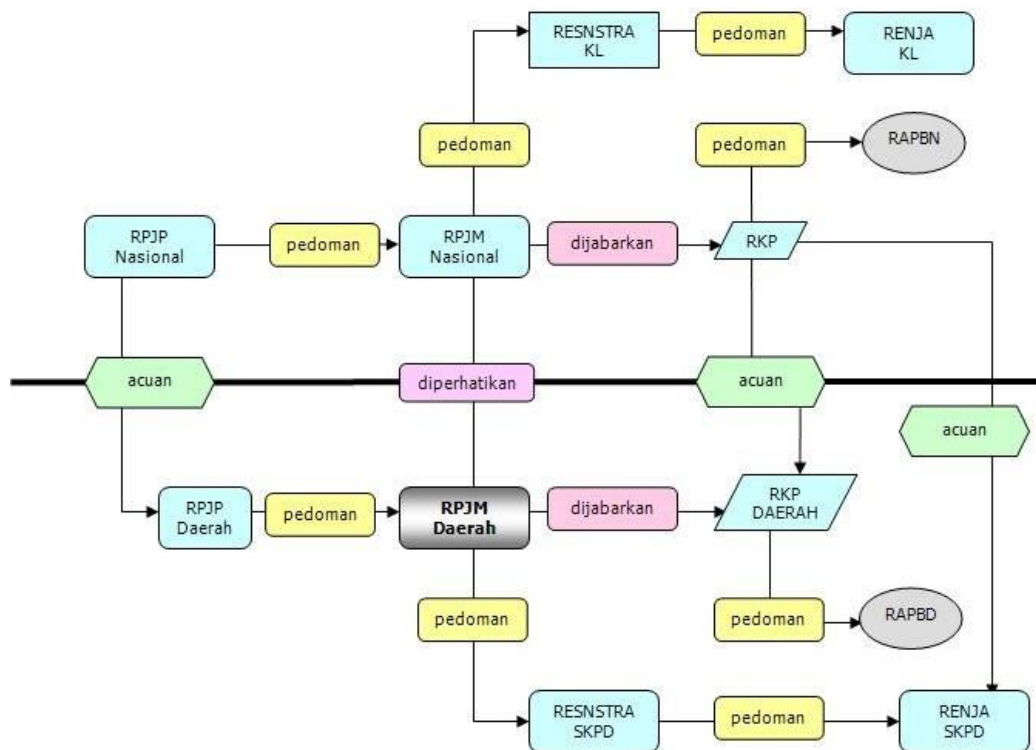 RESNSTRA
KL
pedoman
RENJA
KL
pedoman
pedoman
RAPBN
RPJP
Nasional
pedoman
RPJM
Nasional
dijabarkan
RKP
acuan
diperhatikan
acuan
acuan
RPJP
Daerah
pedoman
RPJM
Daerah
dijabarkan
RKP
DAERAH
pedoman
pedoman
RAPBD
RESNSTRA
SKPD
pedoman
RENJA
SKPD